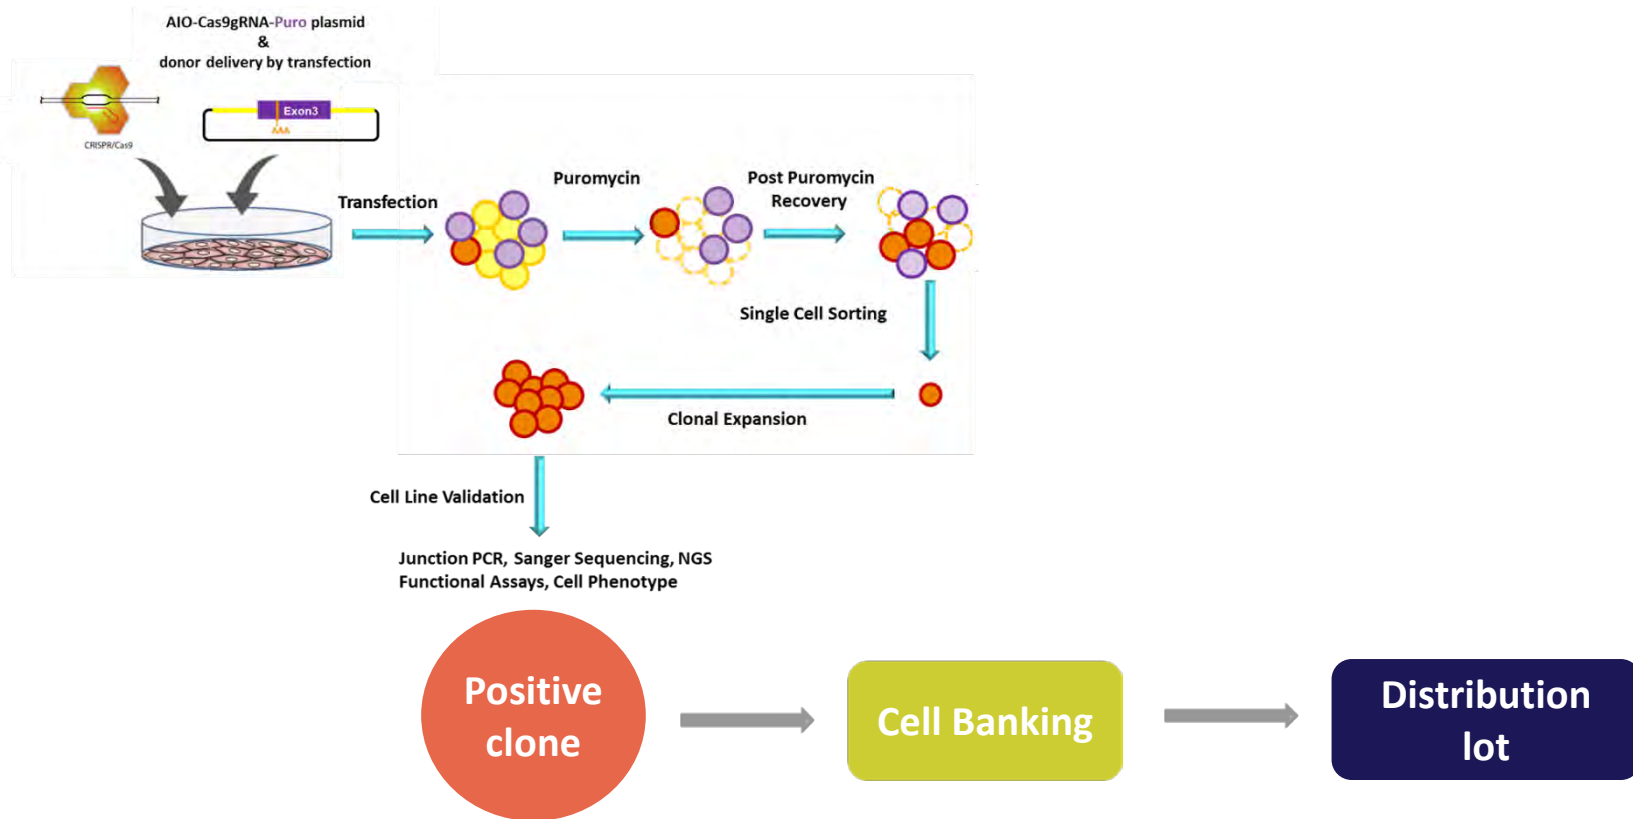 AIO-Cas9gRNA-Puro plasmid
&
donor delivery by transfection
CRISPR/Cas9
Exon3
AAA
Transfection
Puromycin
Post Puromycin
Recovery
Single Cell Sorting
Clonal Expansion
Cell Line Validation
Junction PCR, Sanger Sequencing, NGS
Functional Assays, Cell Phenotype
Positive
clone
Cell Banking
Distribution
lot